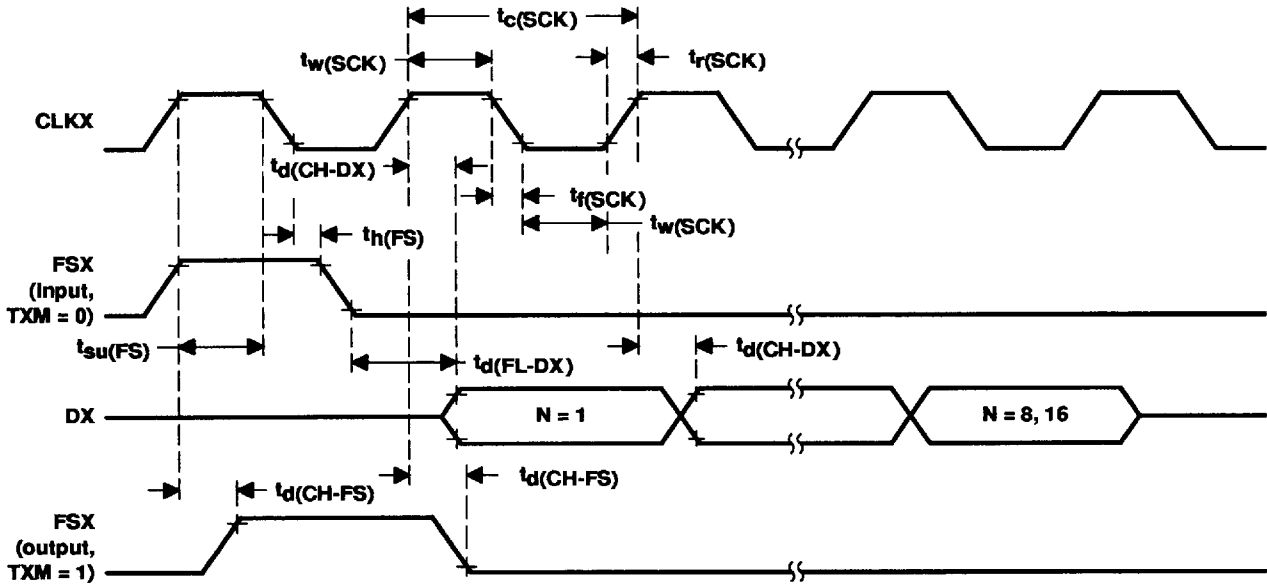 tc(SCK)
tw(SCK)
tr(SCK)
CLKX
td(CH-DX)
tf(SCK)
tw(SCK)
th(FS)
FSX
(Input,
TXM = 0)
tsu(FS)
td(FL-DX)
td(CH-DX)
DX
N = 1
N = 8, 16
td(CH-FS)
td(CH-FS)
FSX
(output,
TXM = 1)